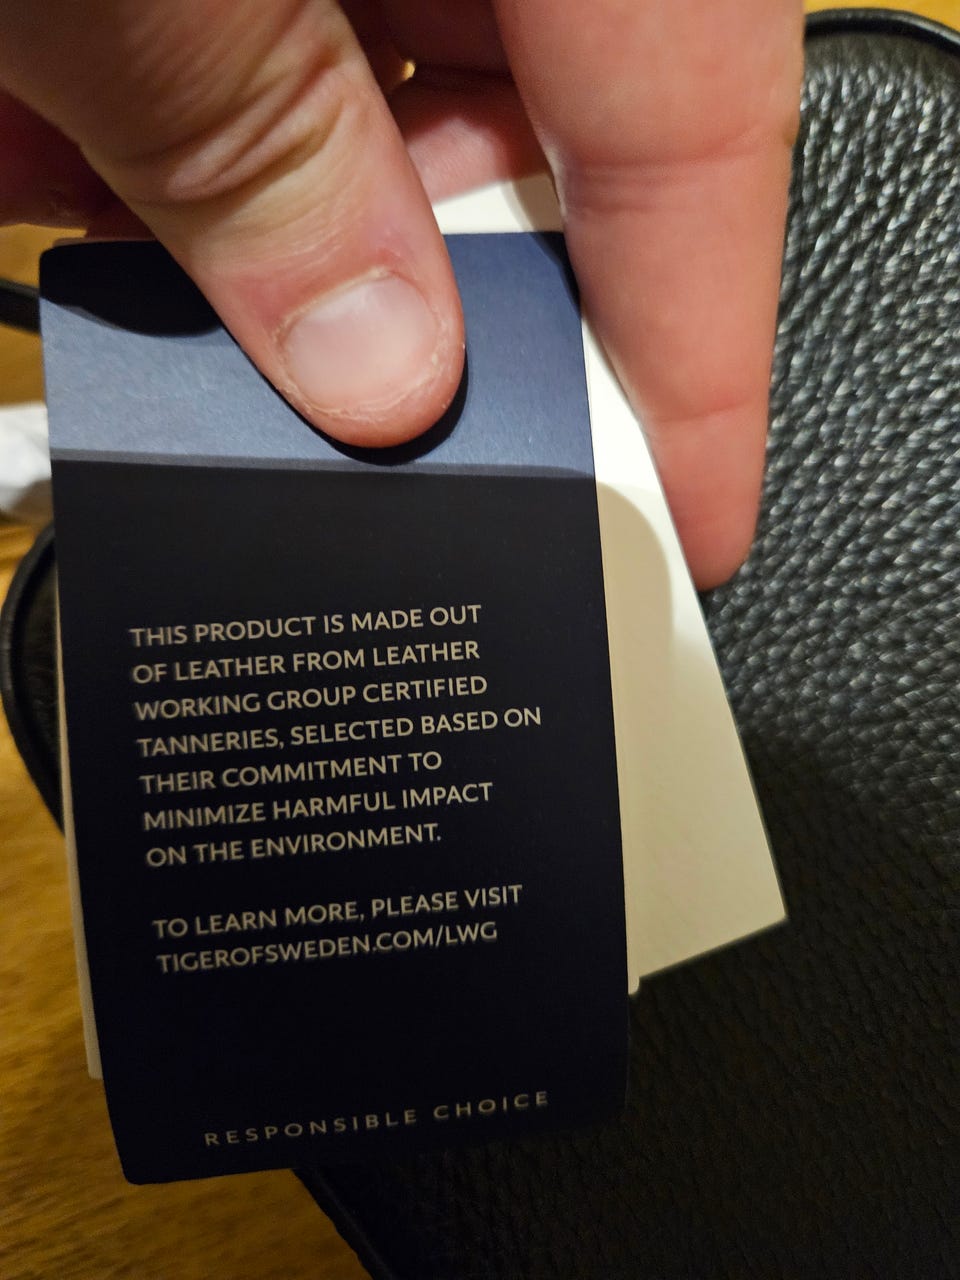 THIS PRODUCT IS MADE OUT
OF LEATHER FROM LEATHER
WORKING GROUP CERTIFIED
TANNERIES, SELECTED BASED ON
THEIR COMMITMENT TO
MINIMIZE HARMFUL IMPACT
ON THE ENVIRONMENT.
TO LEARN MORE, PLEASE VISIT
TIGEROFSWEDEN.COM/LWG
RESPONSIBLE CHOICE